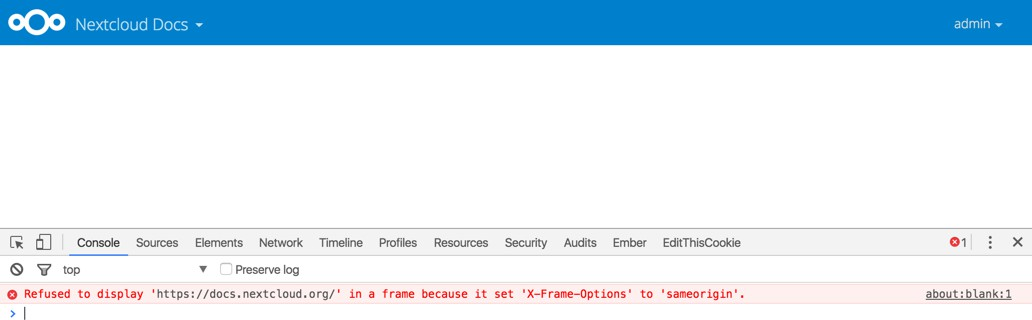 Nextcloud Docs admin
Console Sources Elements Network Timeline Profiles Resources Security Audits Ember EditThisCookie 1
top Preserve log
Refused to display 'https://docs.nextcloud.org/' in a frame because it set 'X-Frame-Options' to 'sameorigin'. about:blank:1